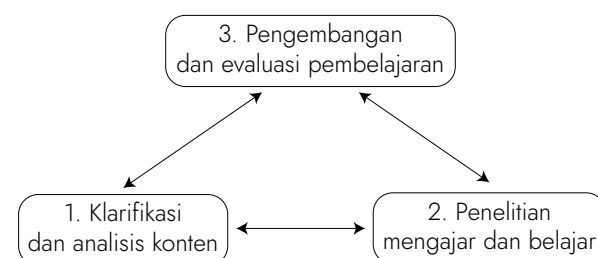 3. Pengembangan
dan evaluasi pembelajaran
1. Klarifikasi
dan analisis konten
2. Penelitian
mengajar dan belajar